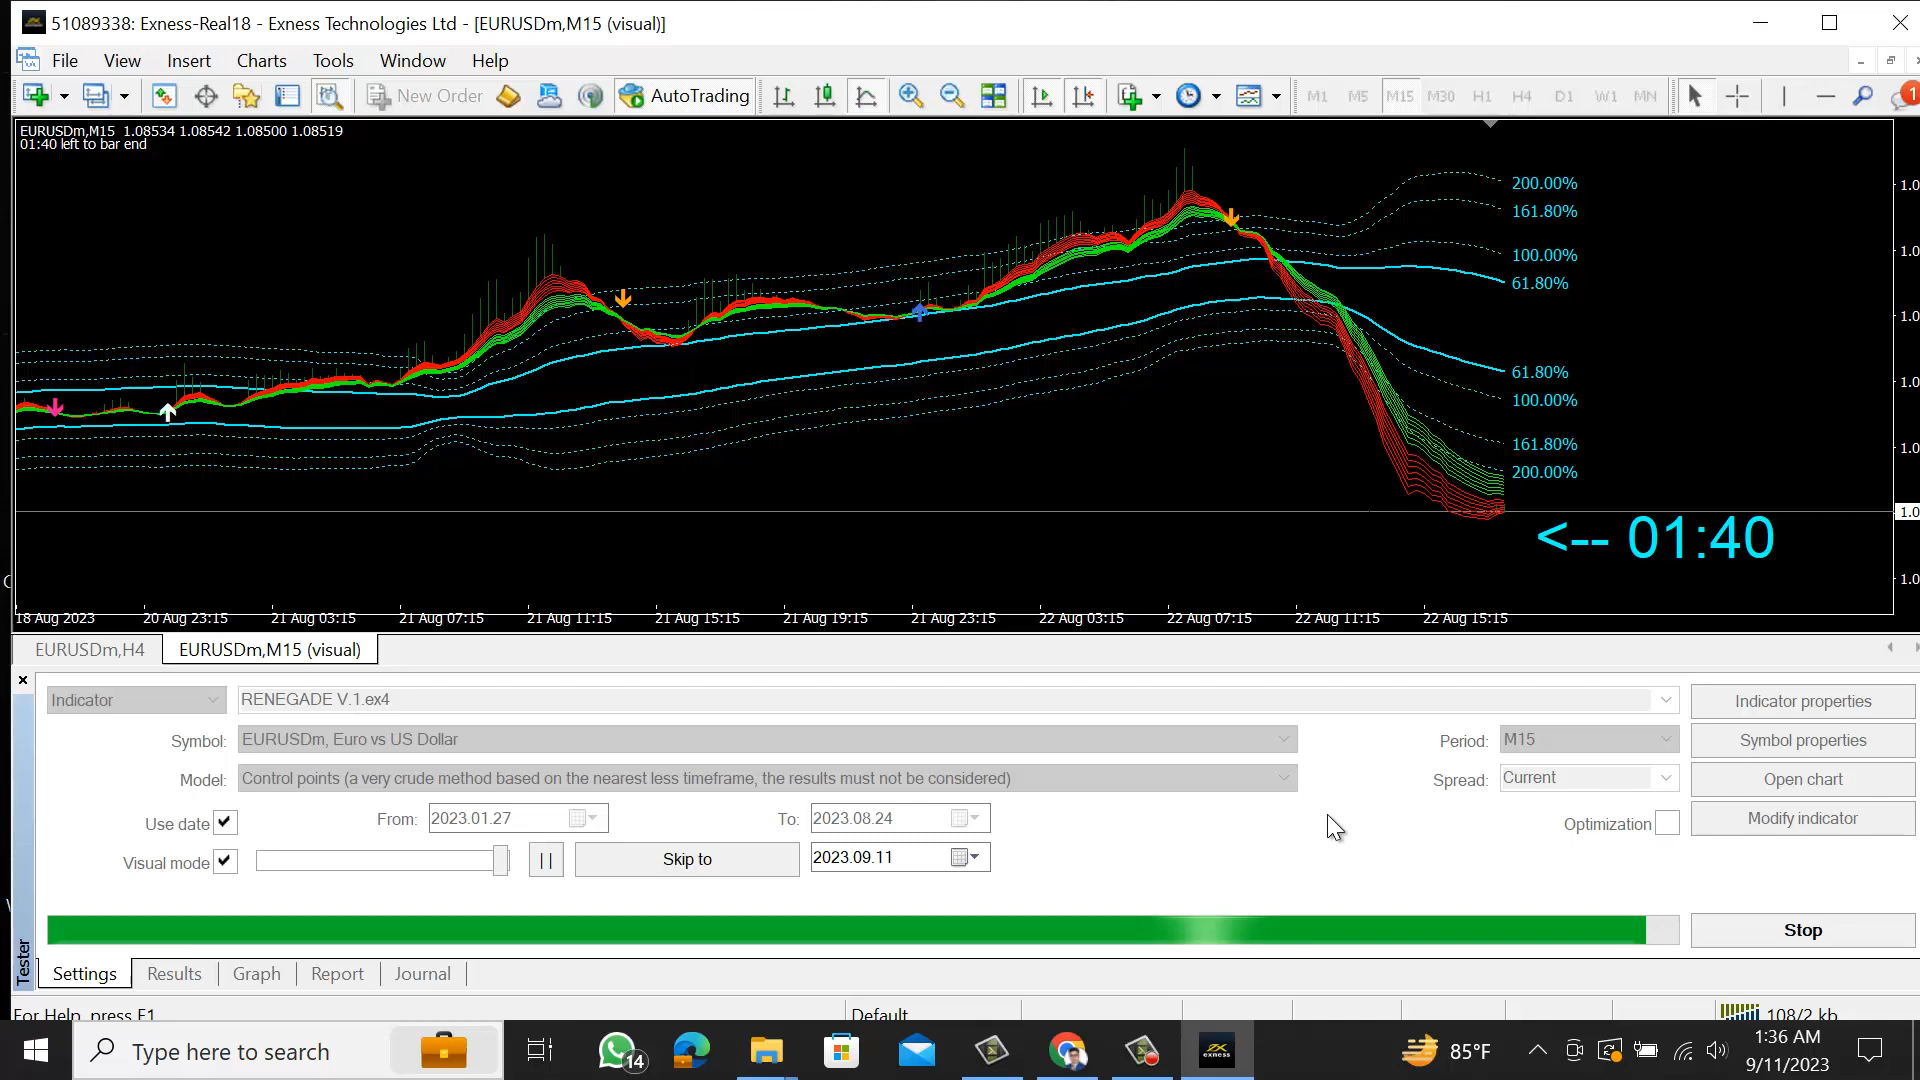 51089338: Exness-Real18 - Exness Technologies Ltd - [EURUSDm,M15 (visual)]
File View Insert Charts Tools Window Help
New Order AutoTrading M1 M5 M15 M30 H1 H4 D1 W1 MN 1
EURUSDm,M15 1.08534 1.08542 1.08500 1.08519
01:40 left to bar end
200.00%
161.80%
100.00%
61.80%
61.80%
100.00%
161.80%
200.00%
<-- 01:40
18 Aug 2023 20 Aug 23:15 21 Aug 03:15 21 Aug 07:15 21 Aug 11:15 21 Aug 15:15 21 Aug 19:15 21 Aug 23:15 22 Aug 03:15 22 Aug 07:15 22 Aug 11:15 22 Aug 15:15
EURUSDm,H4 EURUSDm,M15 (visual)
Indicator RENEGADE V.1.ex4 Indicator properties
Symbol: EURUSDm, Euro vs US Dollar Period: M15 Symbol properties
Model: Control points (a very crude method based on the nearest less timeframe, the results must not be considered) Spread: Current Open chart
Use date From: 2023.01.27 To: 2023.08.24 Optimization Modify indicator
Visual mode Skip to 2023.09.11
Stop
Tester
Settings Results Graph Report Journal
For Help, press F1 Default 108/2 kb
Type here to search 14 exness 85°F 1:36 AM
9/11/2023